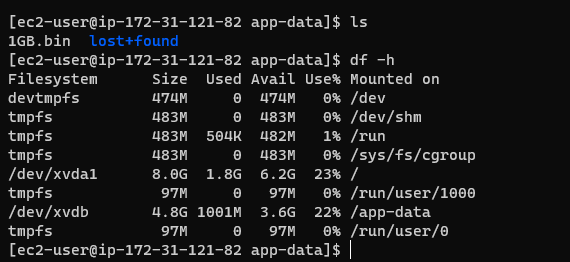 [ec2-user@ip-172-31-121-82 app-data]$ ls
1GB.bin  lost+found
[ec2-user@ip-172-31-121-82 app-data]$ df -h
Filesystem      Size  Used Avail Use% Mounted on
devtmpfs        474M     0  474M   0% /dev
tmpfs           483M     0  483M   0% /dev/shm
tmpfs           483M  504K  482M   1% /run
tmpfs           483M     0  483M   0% /sys/fs/cgroup
/dev/xvda1      8.0G  1.8G  6.2G  23% /
tmpfs            97M     0   97M   0% /run/user/1000
/dev/xvdb       4.8G 1001M  3.6G  22% /app-data
tmpfs            97M     0   97M   0% /run/user/0
[ec2-user@ip-172-31-121-82 app-data]$